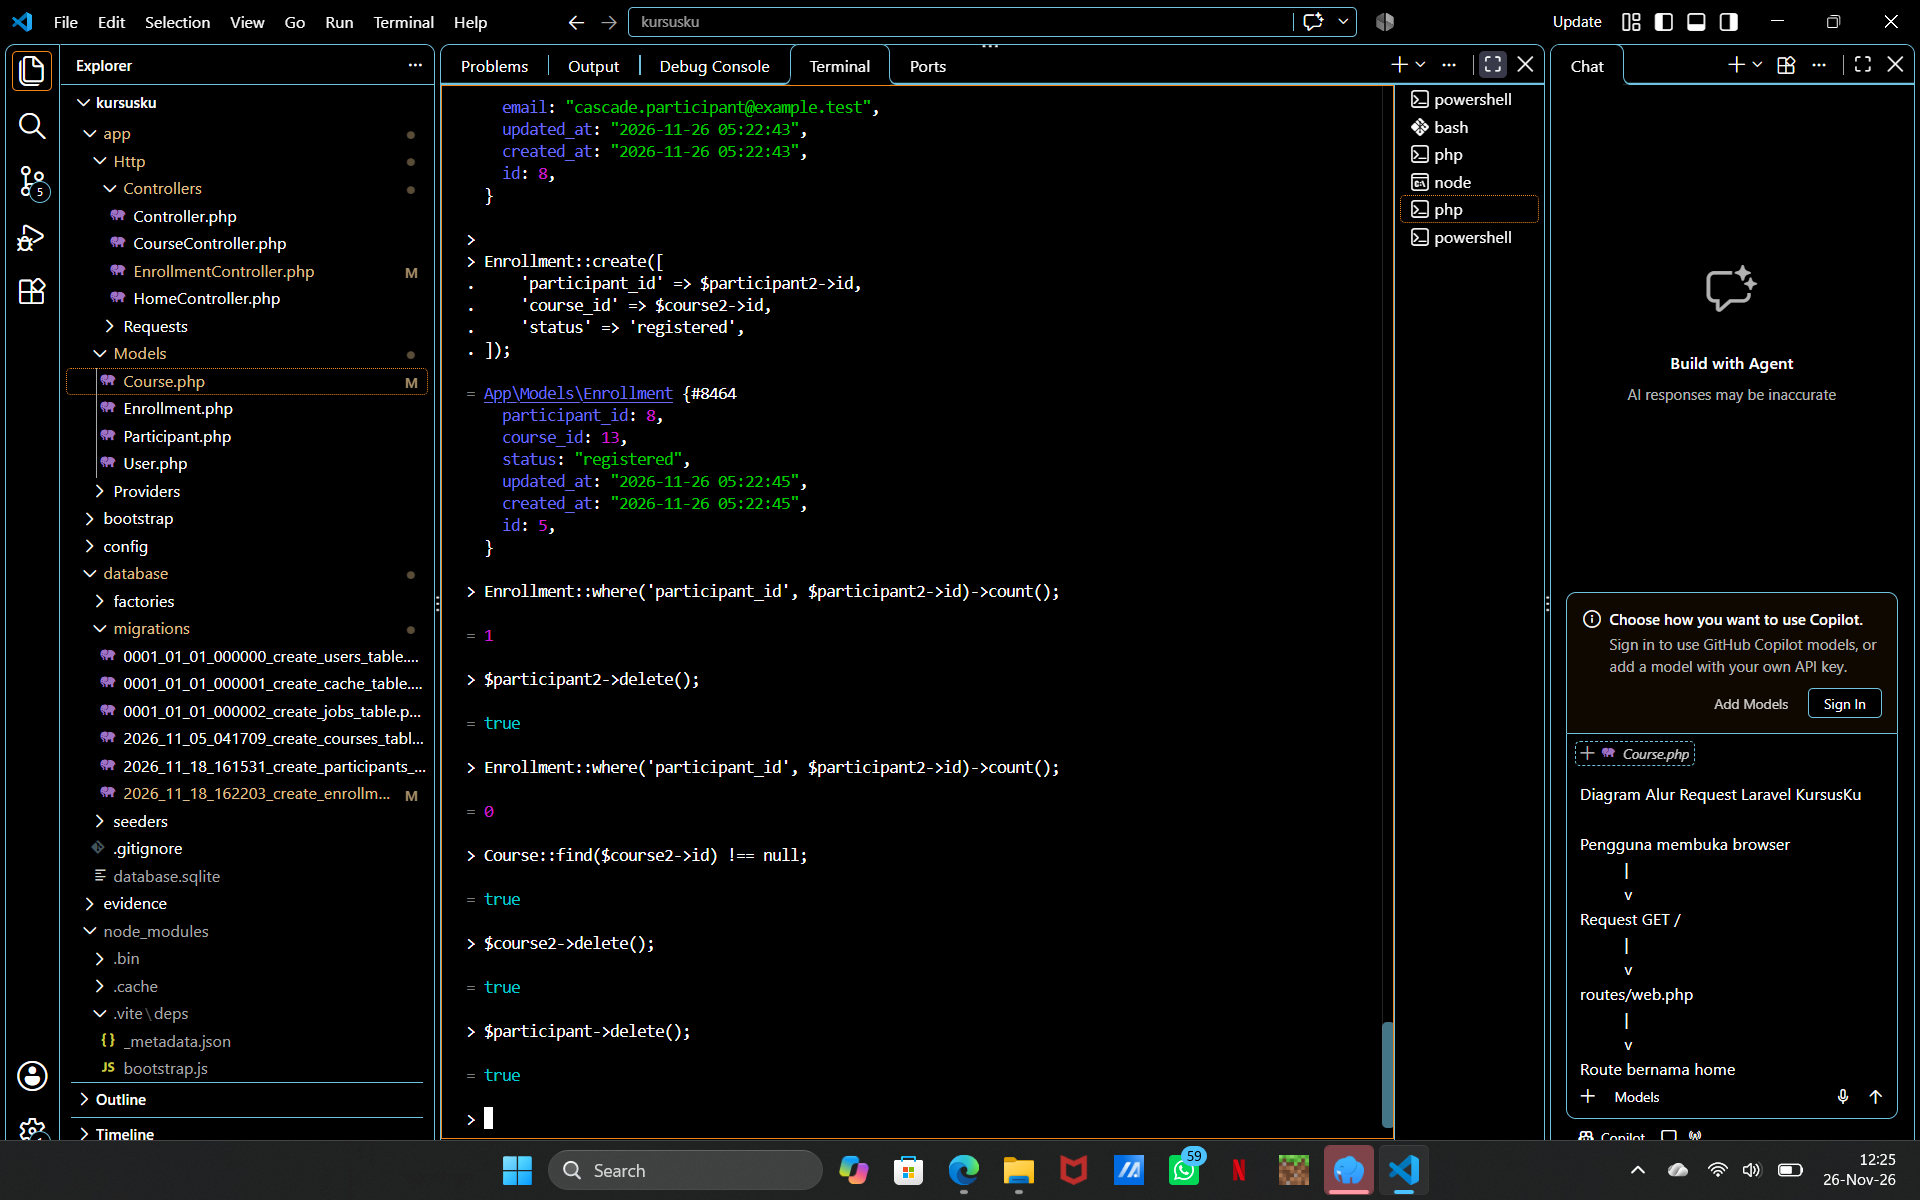 File Edit Selection View Go Run Terminal Help
kursusku
Update
Explorer
kursusku
app
Http
Controllers
Controller.php
CourseController.php
EnrollmentController.php M
HomeController.php
Requests
Models
Course.php M
Enrollment.php
Participant.php
User.php
Providers
bootstrap
config
database
factories
migrations
0001_01_01_000000_create_users_table....
0001_01_01_000001_create_cache_table....
0001_01_01_000002_create_jobs_table.p...
2026_11_05_041709_create_courses_tabl...
2026_11_18_161531_create_participants_...
2026_11_18_162203_create_enrollm... M
seeders
.gitignore
database.sqlite
evidence
node_modules
.bin
.cache
.vite\deps
{} _metadata.json
JS bootstrap.js
Outline
Timeline
5
Problems Output Debug Console Terminal Ports
email: "cascade.participant@example.test",
updated_at: "2026-11-26 05:22:43",
created_at: "2026-11-26 05:22:43",
id: 8,
}
>
> Enrollment::create([
. 'participant_id' => $participant2->id,
. 'course_id' => $course2->id,
. 'status' => 'registered',
. ]);
= App\Models\Enrollment {#8464
participant_id: 8,
course_id: 13,
status: "registered",
updated_at: "2026-11-26 05:22:45",
created_at: "2026-11-26 05:22:45",
id: 5,
}
> Enrollment::where('participant_id', $participant2->id)->count();
= 1
> $participant2->delete();
= true
> Enrollment::where('participant_id', $participant2->id)->count();
= 0
> Course::find($course2->id) !== null;
= true
> $course2->delete();
= true
> $participant->delete();
= true
>
powershell
bash
php
node
php
powershell
Chat
Build with Agent
AI responses may be inaccurate
Choose how you want to use Copilot.
Sign in to use GitHub Copilot models, or
add a model with your own API key.
Add Models Sign In
Course.php
Diagram Alur Request Laravel KursusKu
Pengguna membuka browser
|
v
Request GET /
|
v
routes/web.php
|
v
Route bernama home
Models
Copilot
Search
59
12:25
26-Nov-26